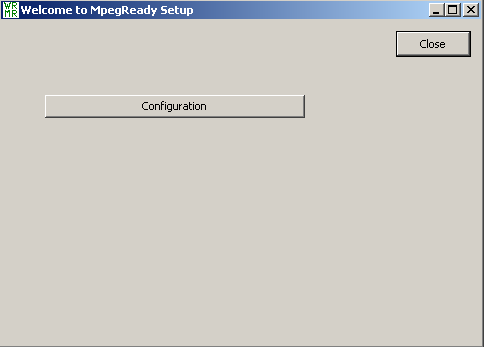 Welcome to MpegReady Setup
Close
Configuration